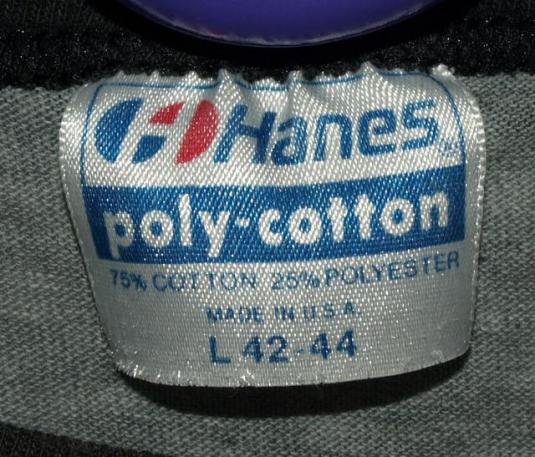 Hanes
poly-cotton
75% COTTON 25% POLYESTER
MADE IN U.S.A.
L 42-44